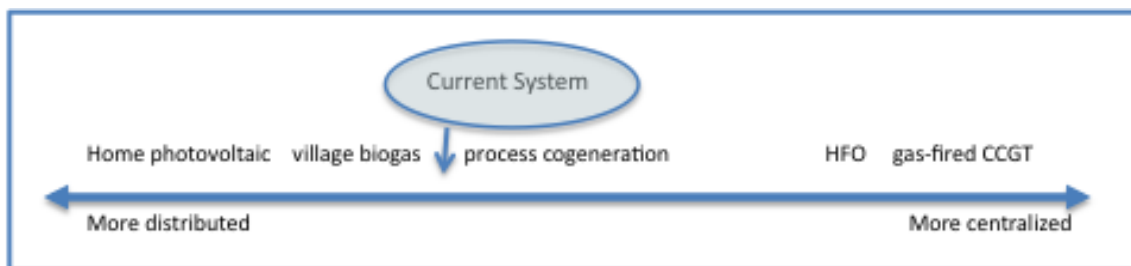 Current System
Home photovoltaic village biogas process cogeneration HFO gas-fired CCGT
More distributed More centralized